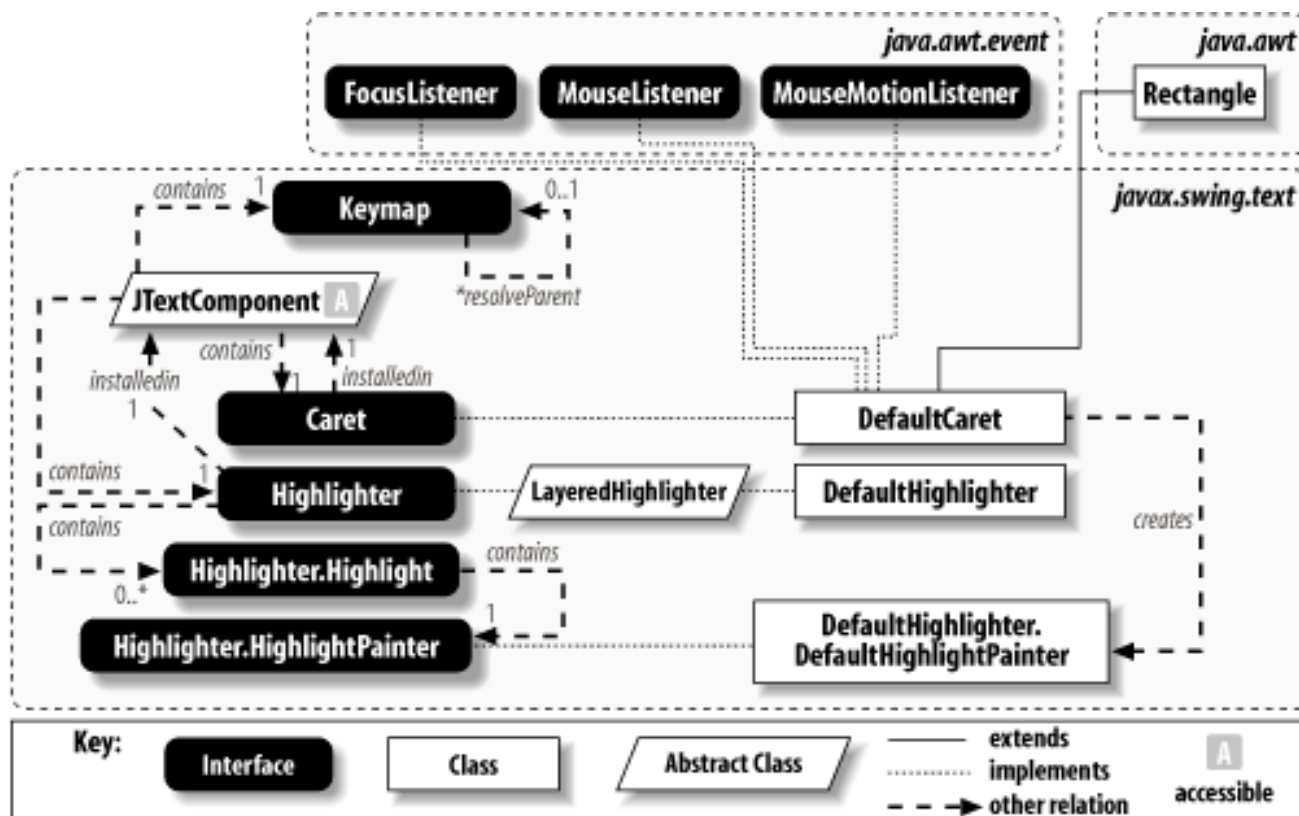 java.awt.event
java.awt
FocusListener
MouseListener
MouseMotionListener
Rectangle
javax.swing.text
contains
1
Keymap
0..1
*resolveParent
JTextComponent A
contains
1
installedin
1
installedin
1
Caret
DefaultCaret
contains
1
Highlighter
LayeredHighlighter
DefaultHighlighter
contains
creates
Highlighter.Highlight
contains
0..*
1
Highlighter.HighlightPainter
DefaultHighlighter.
DefaultHighlightPainter
Key:
Interface
Class
Abstract Class
extends
implements
other relation
A
accessible